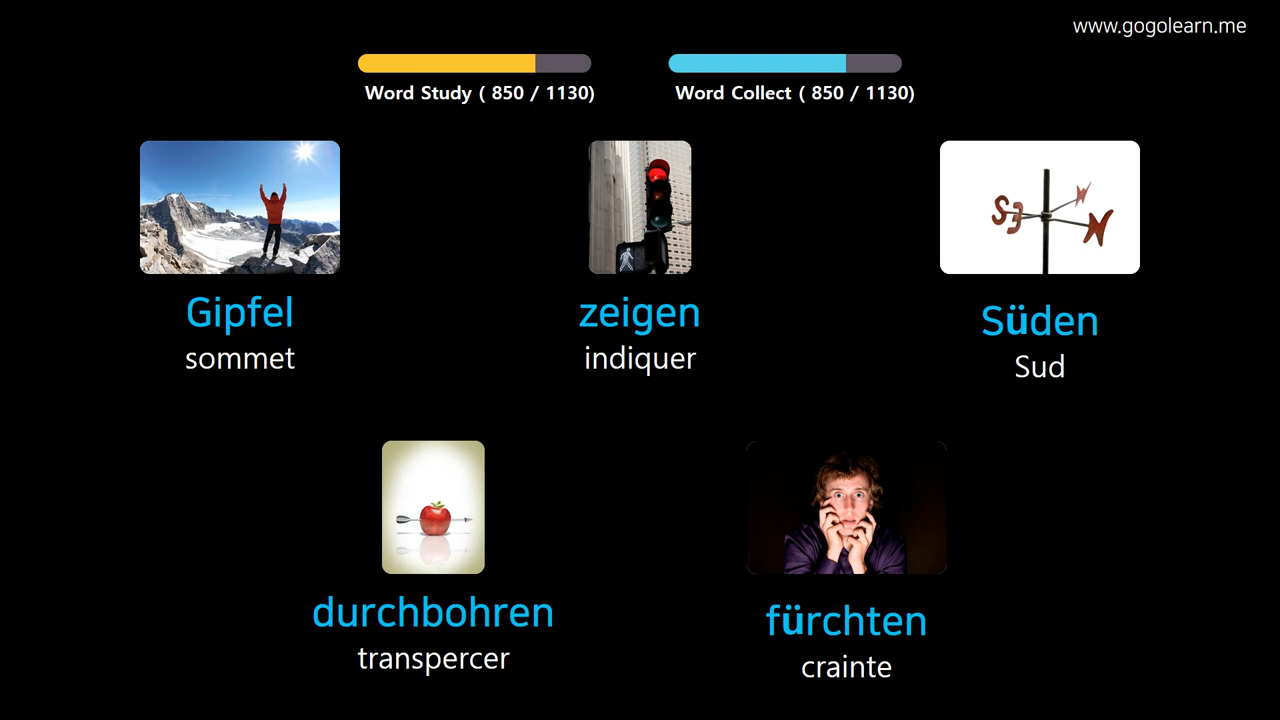 www.gogolearn.me
Word Study ( 850 / 1130)
Word Collect ( 850 / 1130)
Gipfel
sommet
zeigen
indiquer
Süden
Sud
durchbohren
transpercer
fürchten
crainte